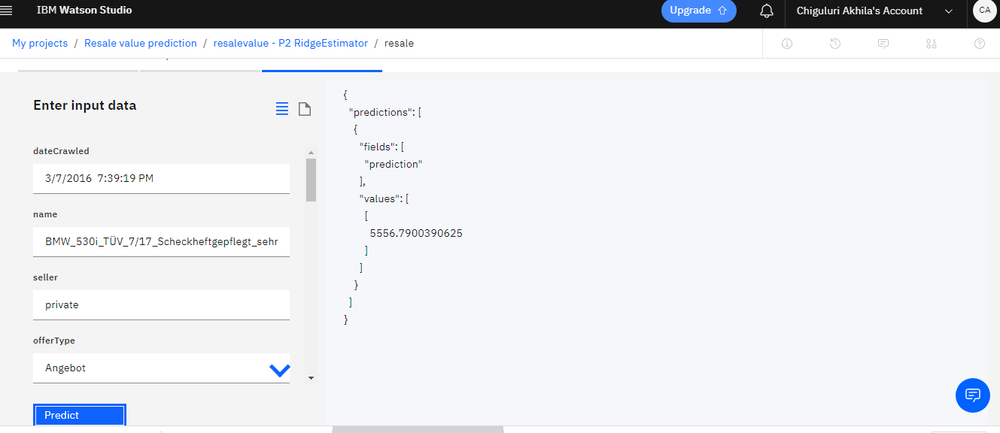 IBM Watson Studio
Upgrade
Chiguluri Akhila's Account
CA
My projects / Resale value prediction / resalevalue - P2 RidgeEstimator / resale
Enter input data
dateCrawled
3/7/2016 7:39:19 PM
name
BMW_530i_TÜV_7/17_Scheckheftgepflegt_sehr
seller
private
offerType
Angebot
Predict
{
"predictions": [
{
"fields": [
"prediction"
],
"values": [
[
5556.7900390625
]
]
}
]
}